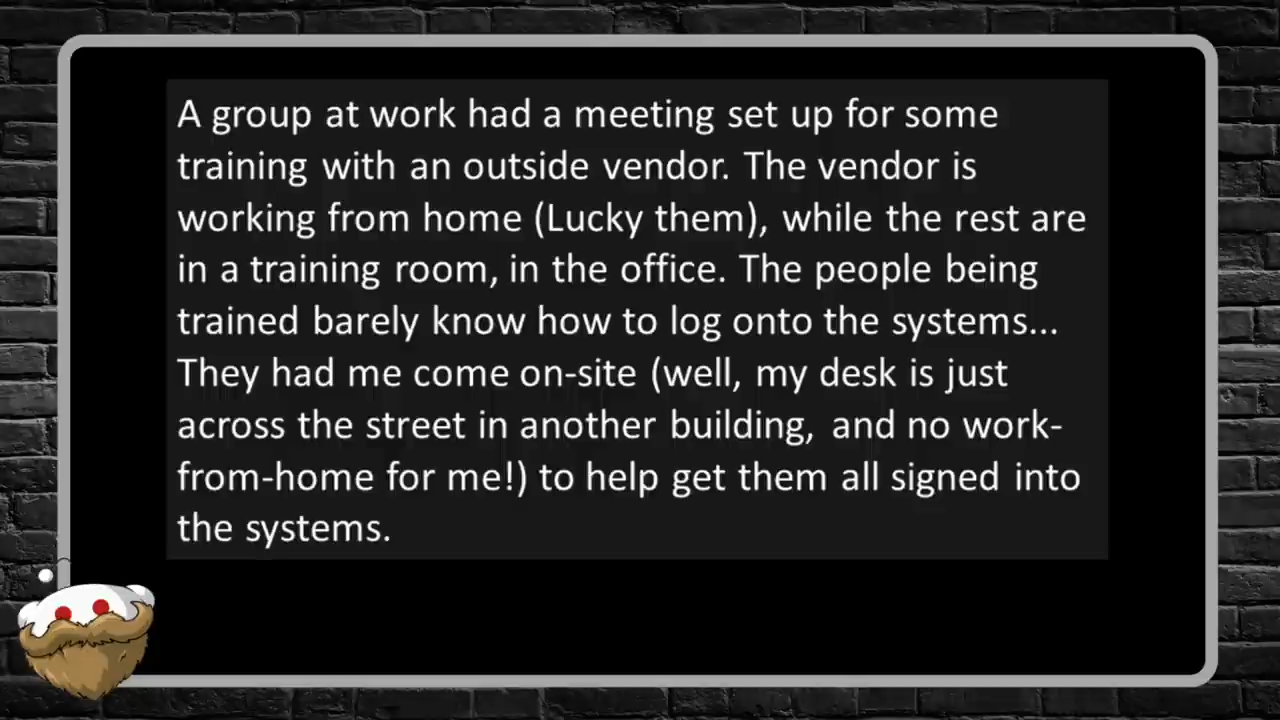 A group at work had a meeting set up for some
training with an outside vendor. The vendor is
working from home (Lucky them), while the rest are
in a training room, in the office. The people being
trained barely know how to log onto the systems...
They had me come on-site (well, my desk is just
across the street in another building, and no work-
from-home for me!) to help get them all signed into
the systems.